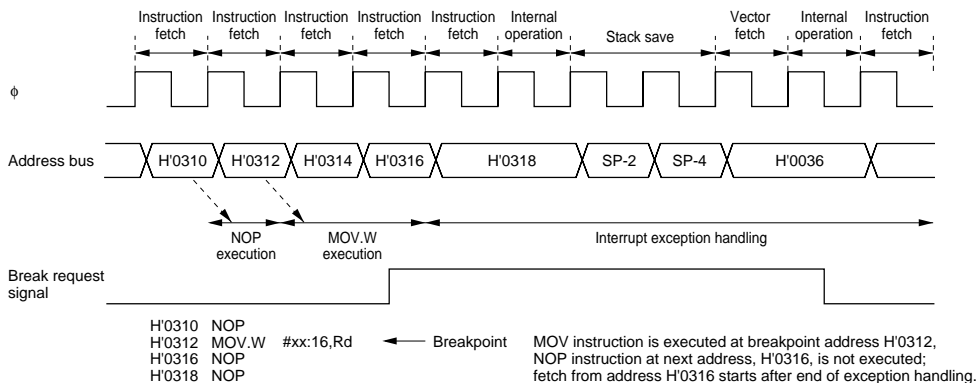 Instruction fetch
Instruction fetch
Instruction fetch
Instruction fetch
Instruction fetch
Internal operation
Stack save
Vector fetch
Internal operation
Instruction fetch
φ
Address bus
H'0310
H'0312
H'0314
H'0316
H'0318
SP-2
SP-4
H'0036
NOP execution
MOV.W execution
Interrupt exception handling
Break request signal
H'0310 NOP
H'0312 MOV.W #xx:16,Rd Breakpoint
H'0316 NOP
H'0318 NOP
MOV instruction is executed at breakpoint address H'0312,
NOP instruction at next address, H'0316, is not executed;
fetch from address H'0316 starts after end of exception handling.